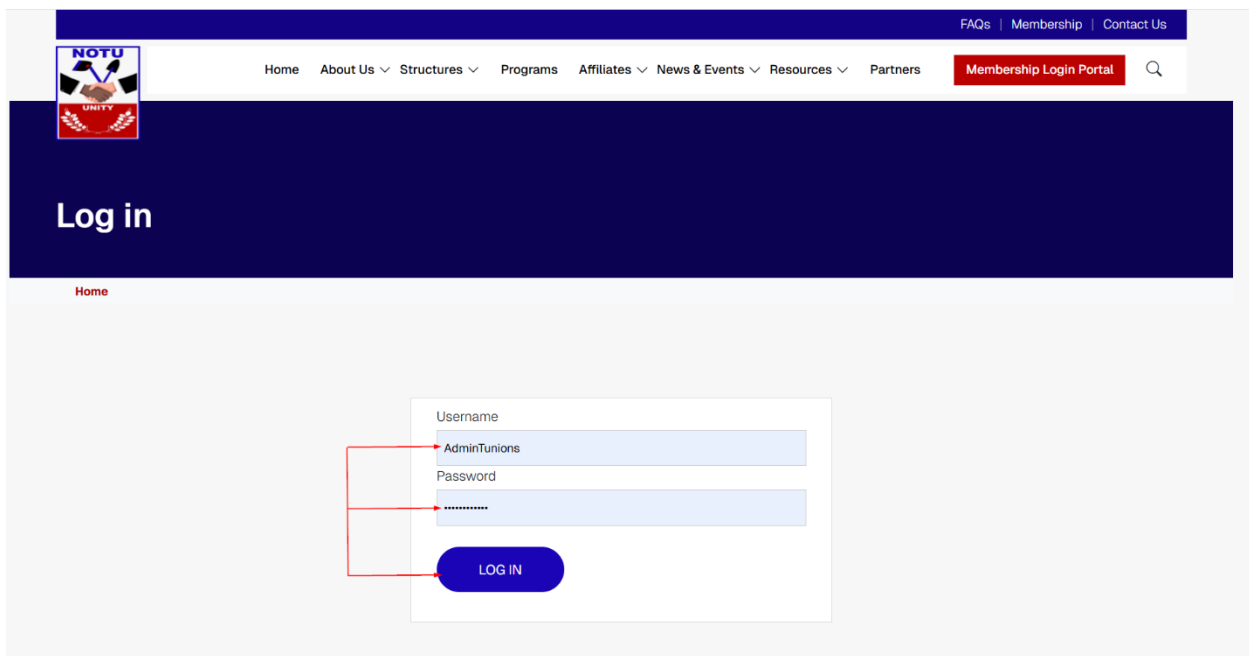 FAQs | Membership | Contact Us
NOTU
UNITY
Home About Us Structures Programs Affiliates News & Events Resources Partners Membership Login Portal
Log in
Home
Username
AdminTunions
Password
••••••••••••
LOG IN